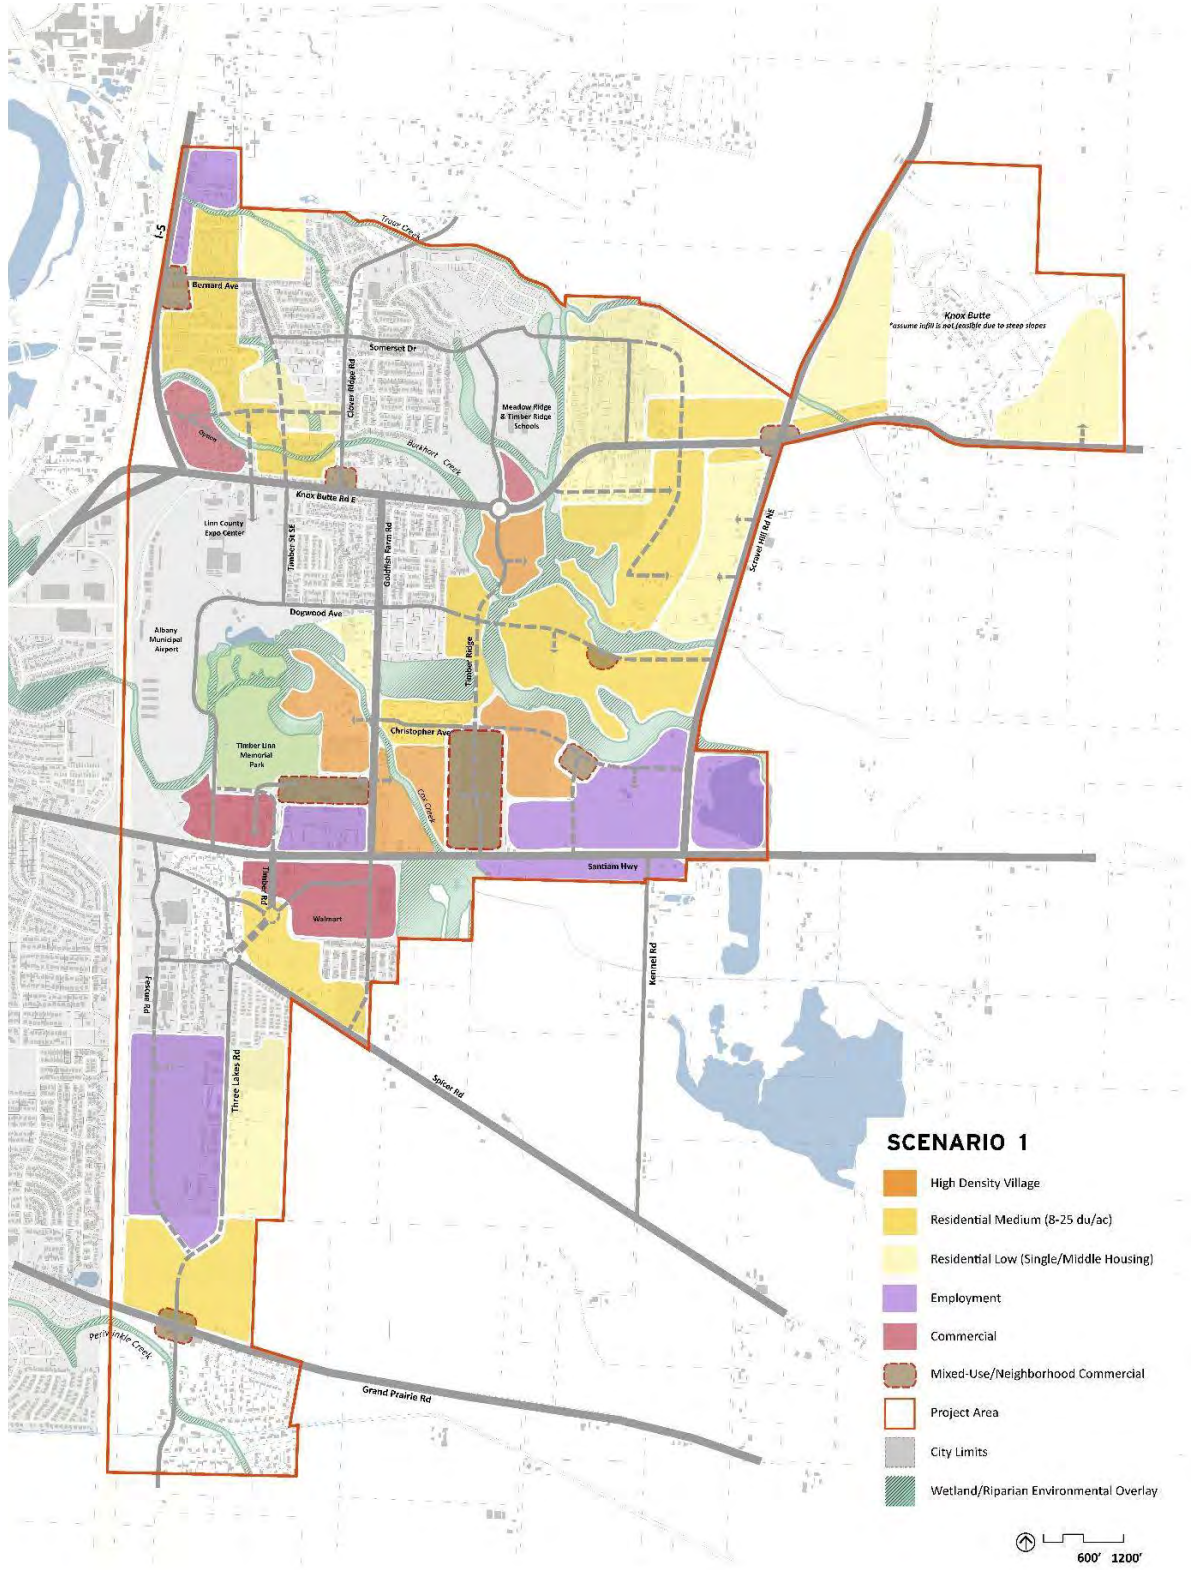 Truax Creek
I-5
Bernard Ave
Knox Butte
*assume infill is not feasible due to steep slopes
Somerset Dr
Clover Ridge Rd
Meadow Ridge
& Timber Ridge
Schools
Option
Burkhart Creek
Knox Butte Rd E
Linn County
Expo Center
Timber St SE
Goldfish Farm Rd
Scravel Hill Rd NE
Dogwood Ave
Albany
Municipal
Airport
Timber Ridge
Christopher Ave
Timber Linn
Memorial
Park
Cox Creek
Santiam Hwy
Timber Rd
Walmart
Kennel Rd
Fescue Rd
Three Lakes Rd
Spicer Rd
Periwinkle Creek
Grand Prairie Rd
SCENARIO 1
High Density Village
Residential Medium (8-25 du/ac)
Residential Low (Single/Middle Housing)
Employment
Commercial
Mixed-Use/Neighborhood Commercial
Project Area
City Limits
Wetland/Riparian Environmental Overlay
600' 1200'